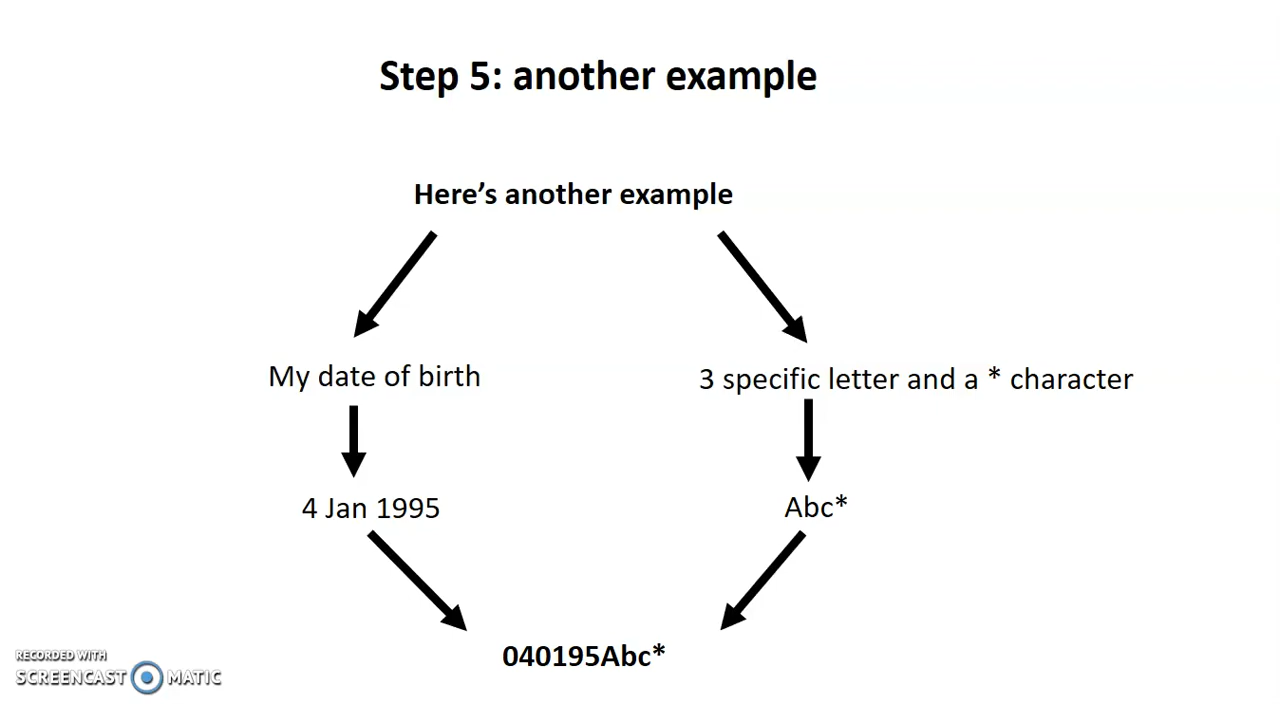 Step 5: another example
Here’s another example
My date of birth
3 specific letter and a * character
4 Jan 1995
Abc*
040195Abc*
RECORDED WITH
SCREENCAST MATIC